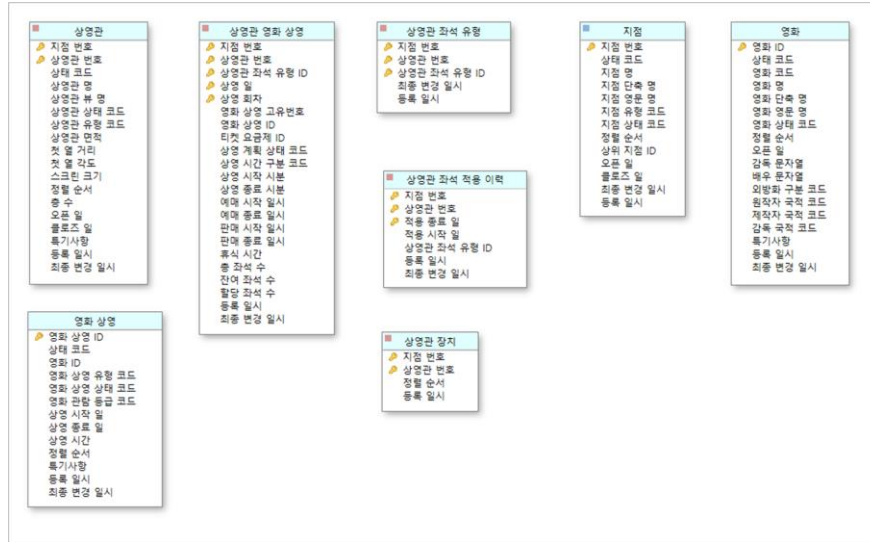 상영관
지점 번호
상영관 번호
상태 코드
상영관 명
상영관 뷰 명
상영관 상태 코드
상영관 유형 코드
상영관 면적
첫 열 거리
첫 열 각도
스크린 크기
정렬 순서
층 수
오픈 일
클로즈 일
특기사항
등록 일시
최종 변경 일시
상영관 영화 상영
지점 번호
상영관 번호
상영관 좌석 유형 ID
상영 일
상영 회자
영화 상영 고유번호
영화 상영 ID
티켓 요금제 ID
상영 계획 상태 코드
상영 시간 구분 코드
상영 시작 시분
상영 종료 시분
예매 시작 일시
예매 종료 일시
판매 시작 일시
판매 종료 일시
휴식 시간
총 좌석 수
잔여 좌석 수
할당 좌석 수
등록 일시
최종 변경 일시
상영관 좌석 유형
지점 번호
상영관 번호
상영관 좌석 유형 ID
최종 변경 일시
등록 일시
상영관 좌석 적용 이력
지점 번호
상영관 번호
적용 종료 일
적용 시작 일
상영관 좌석 유형 ID
등록 일시
최종 변경 일시
상영관 장치
지점 번호
상영관 번호
정렬 순서
등록 일시
지점
지점 번호
상태 코드
지점 명
지점 단축 명
지점 영문 명
지점 유형 코드
지점 상태 코드
정렬 순서
상위 지점 ID
오픈 일
클로즈 일
최종 변경 일시
등록 일시
영화
영화 ID
상태 코드
영화 코드
영화 명
영화 단축 명
영화 영문 명
영화 상태 코드
정렬 순서
오픈 일
감독 문자열
배우 문자열
외방화 구분 코드
원작자 국적 코드
제작자 국적 코드
감독 국적 코드
특기사항
등록 일시
최종 변경 일시
영화 상영
영화 상영 ID
상태 코드
영화 ID
영화 상영 유형 코드
영화 상영 상태 코드
영화 관람 등급 코드
상영 시작 일
상영 종료 일
상영 시간
정렬 순서
특기사항
등록 일시
최종 변경 일시